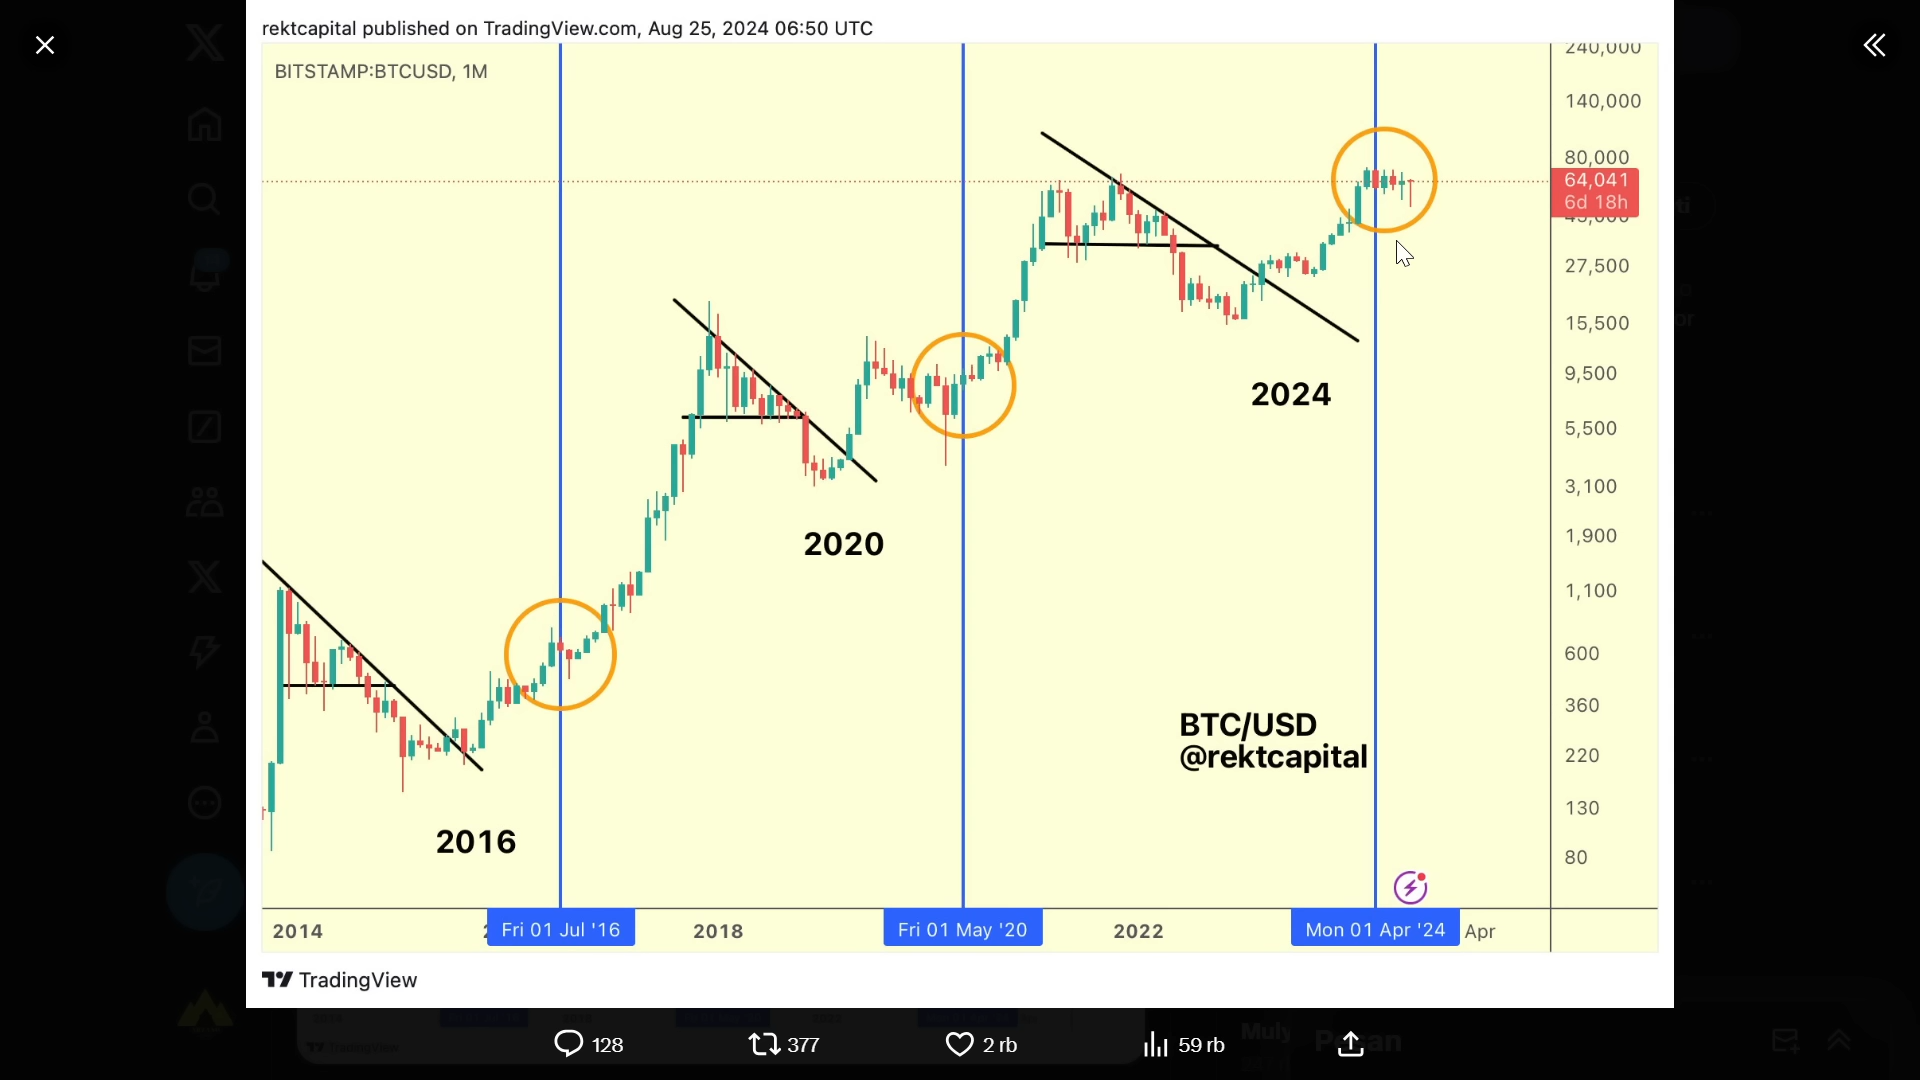 rektcapital published on TradingView.com, Aug 25, 2024 06:50 UTC
BITSTAMP:BTCUSD, 1M
240,000
140,000
80,000
64,041
6d 18h
45,000
27,500
15,500
9,500
5,500
3,100
1,900
1,100
600
360
220
130
80
2024
2020
2016
BTC/USD
@rektcapital
2014 Fri 01 Jul '16 2018 Fri 01 May '20 2022 Mon 01 Apr '24 Apr
TradingView
128 377 2 rb 59 rb